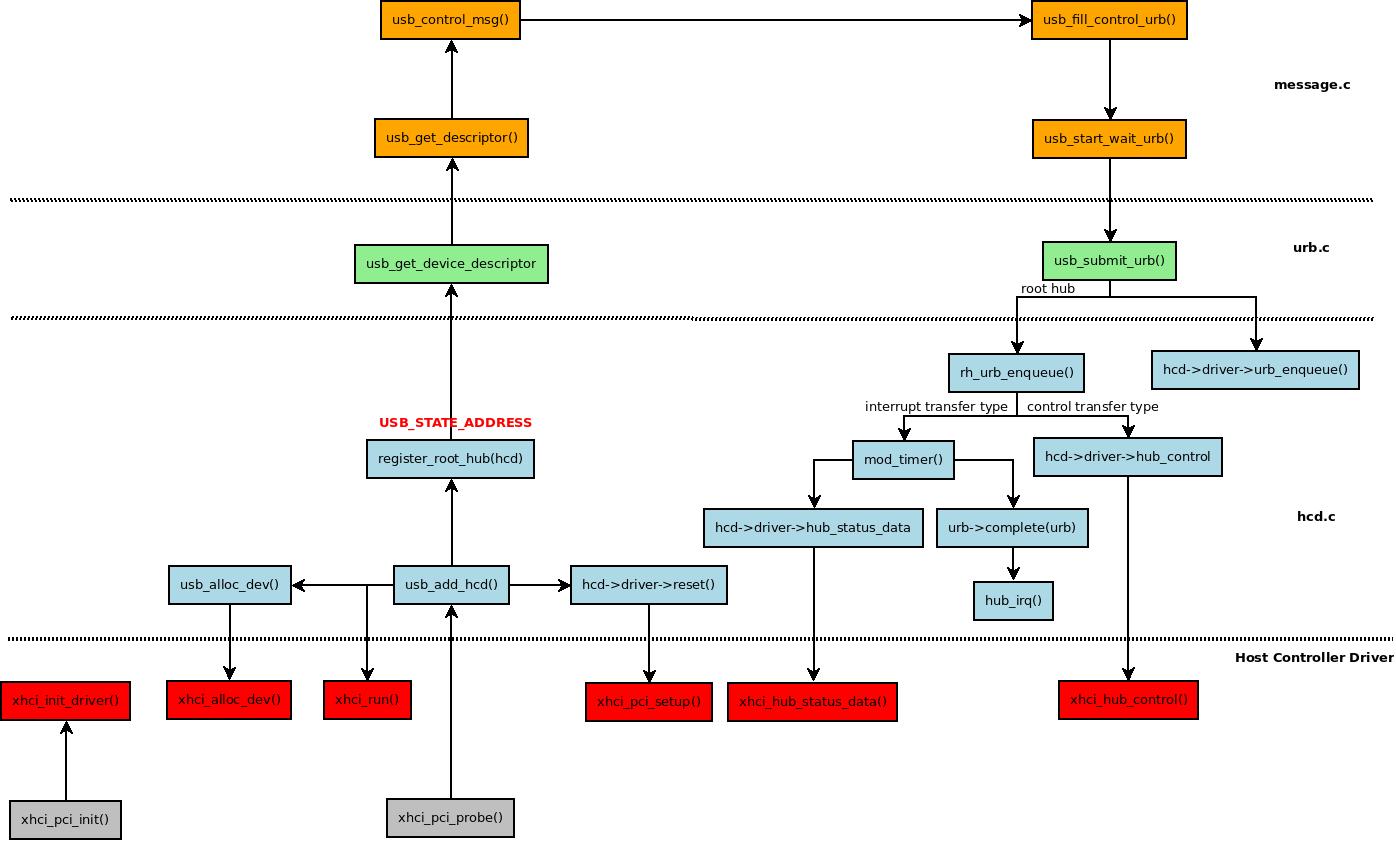 usb_control_msg()
usb_fill_control_urb()
message.c
usb_get_descriptor()
usb_start_wait_urb()
urb.c
usb_get_device_descriptor
usb_submit_urb()
root hub
rh_urb_enqueue()
hcd->driver->urb_enqueue()
interrupt transfer type
control transfer type
USB_STATE_ADDRESS
register_root_hub(hcd)
mod_timer()
hcd->driver->hub_control
hcd->driver->hub_status_data
urb->complete(urb)
hcd.c
usb_alloc_dev()
usb_add_hcd()
hcd->driver->reset()
hub_irq()
Host Controller Driver
xhci_init_driver()
xhci_alloc_dev()
xhci_run()
xhci_pci_setup()
xhci_hub_status_data()
xhci_hub_control()
xhci_pci_init()
xhci_pci_probe()